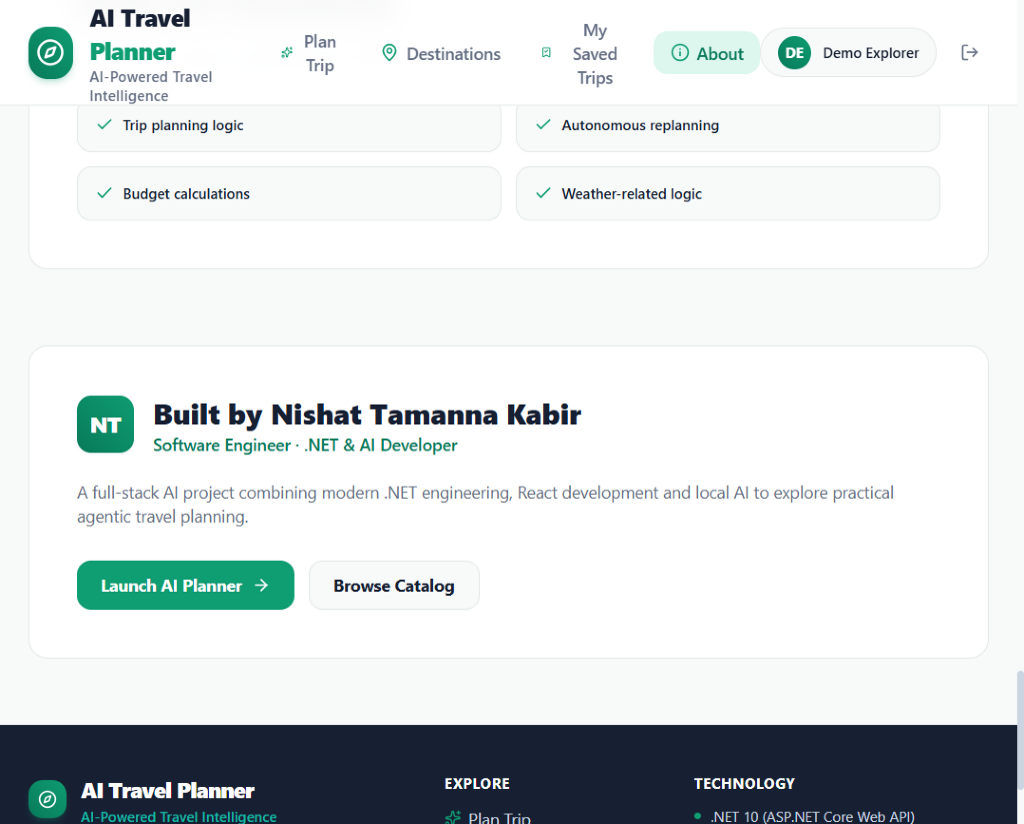 AI Travel
Planner
AI-Powered Travel
Intelligence
Plan
Trip
Destinations
My
Saved
Trips
About
DE
Demo Explorer
Trip planning logic
Autonomous replanning
Budget calculations
Weather-related logic
NT
Built by Nishat Tamanna Kabir
Software Engineer · .NET & AI Developer
A full-stack AI project combining modern .NET engineering, React development and local AI to explore practical
agentic travel planning.
Launch AI Planner
Browse Catalog
AI Travel Planner
AI-Powered Travel Intelligence
EXPLORE
Plan Trip
TECHNOLOGY
.NET 10 (ASP.NET Core Web API)